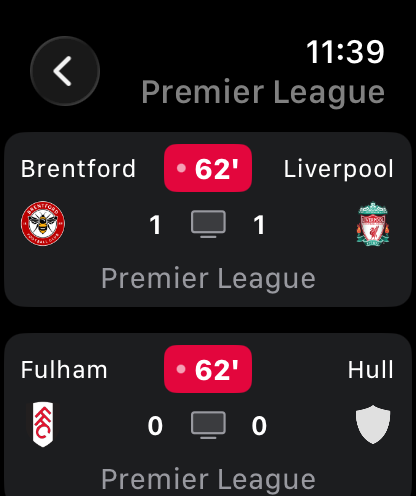 11:39
Premier League
Brentford 62' Liverpool
1 1
Premier League
Fulham 62' Hull
0 0
Premier League